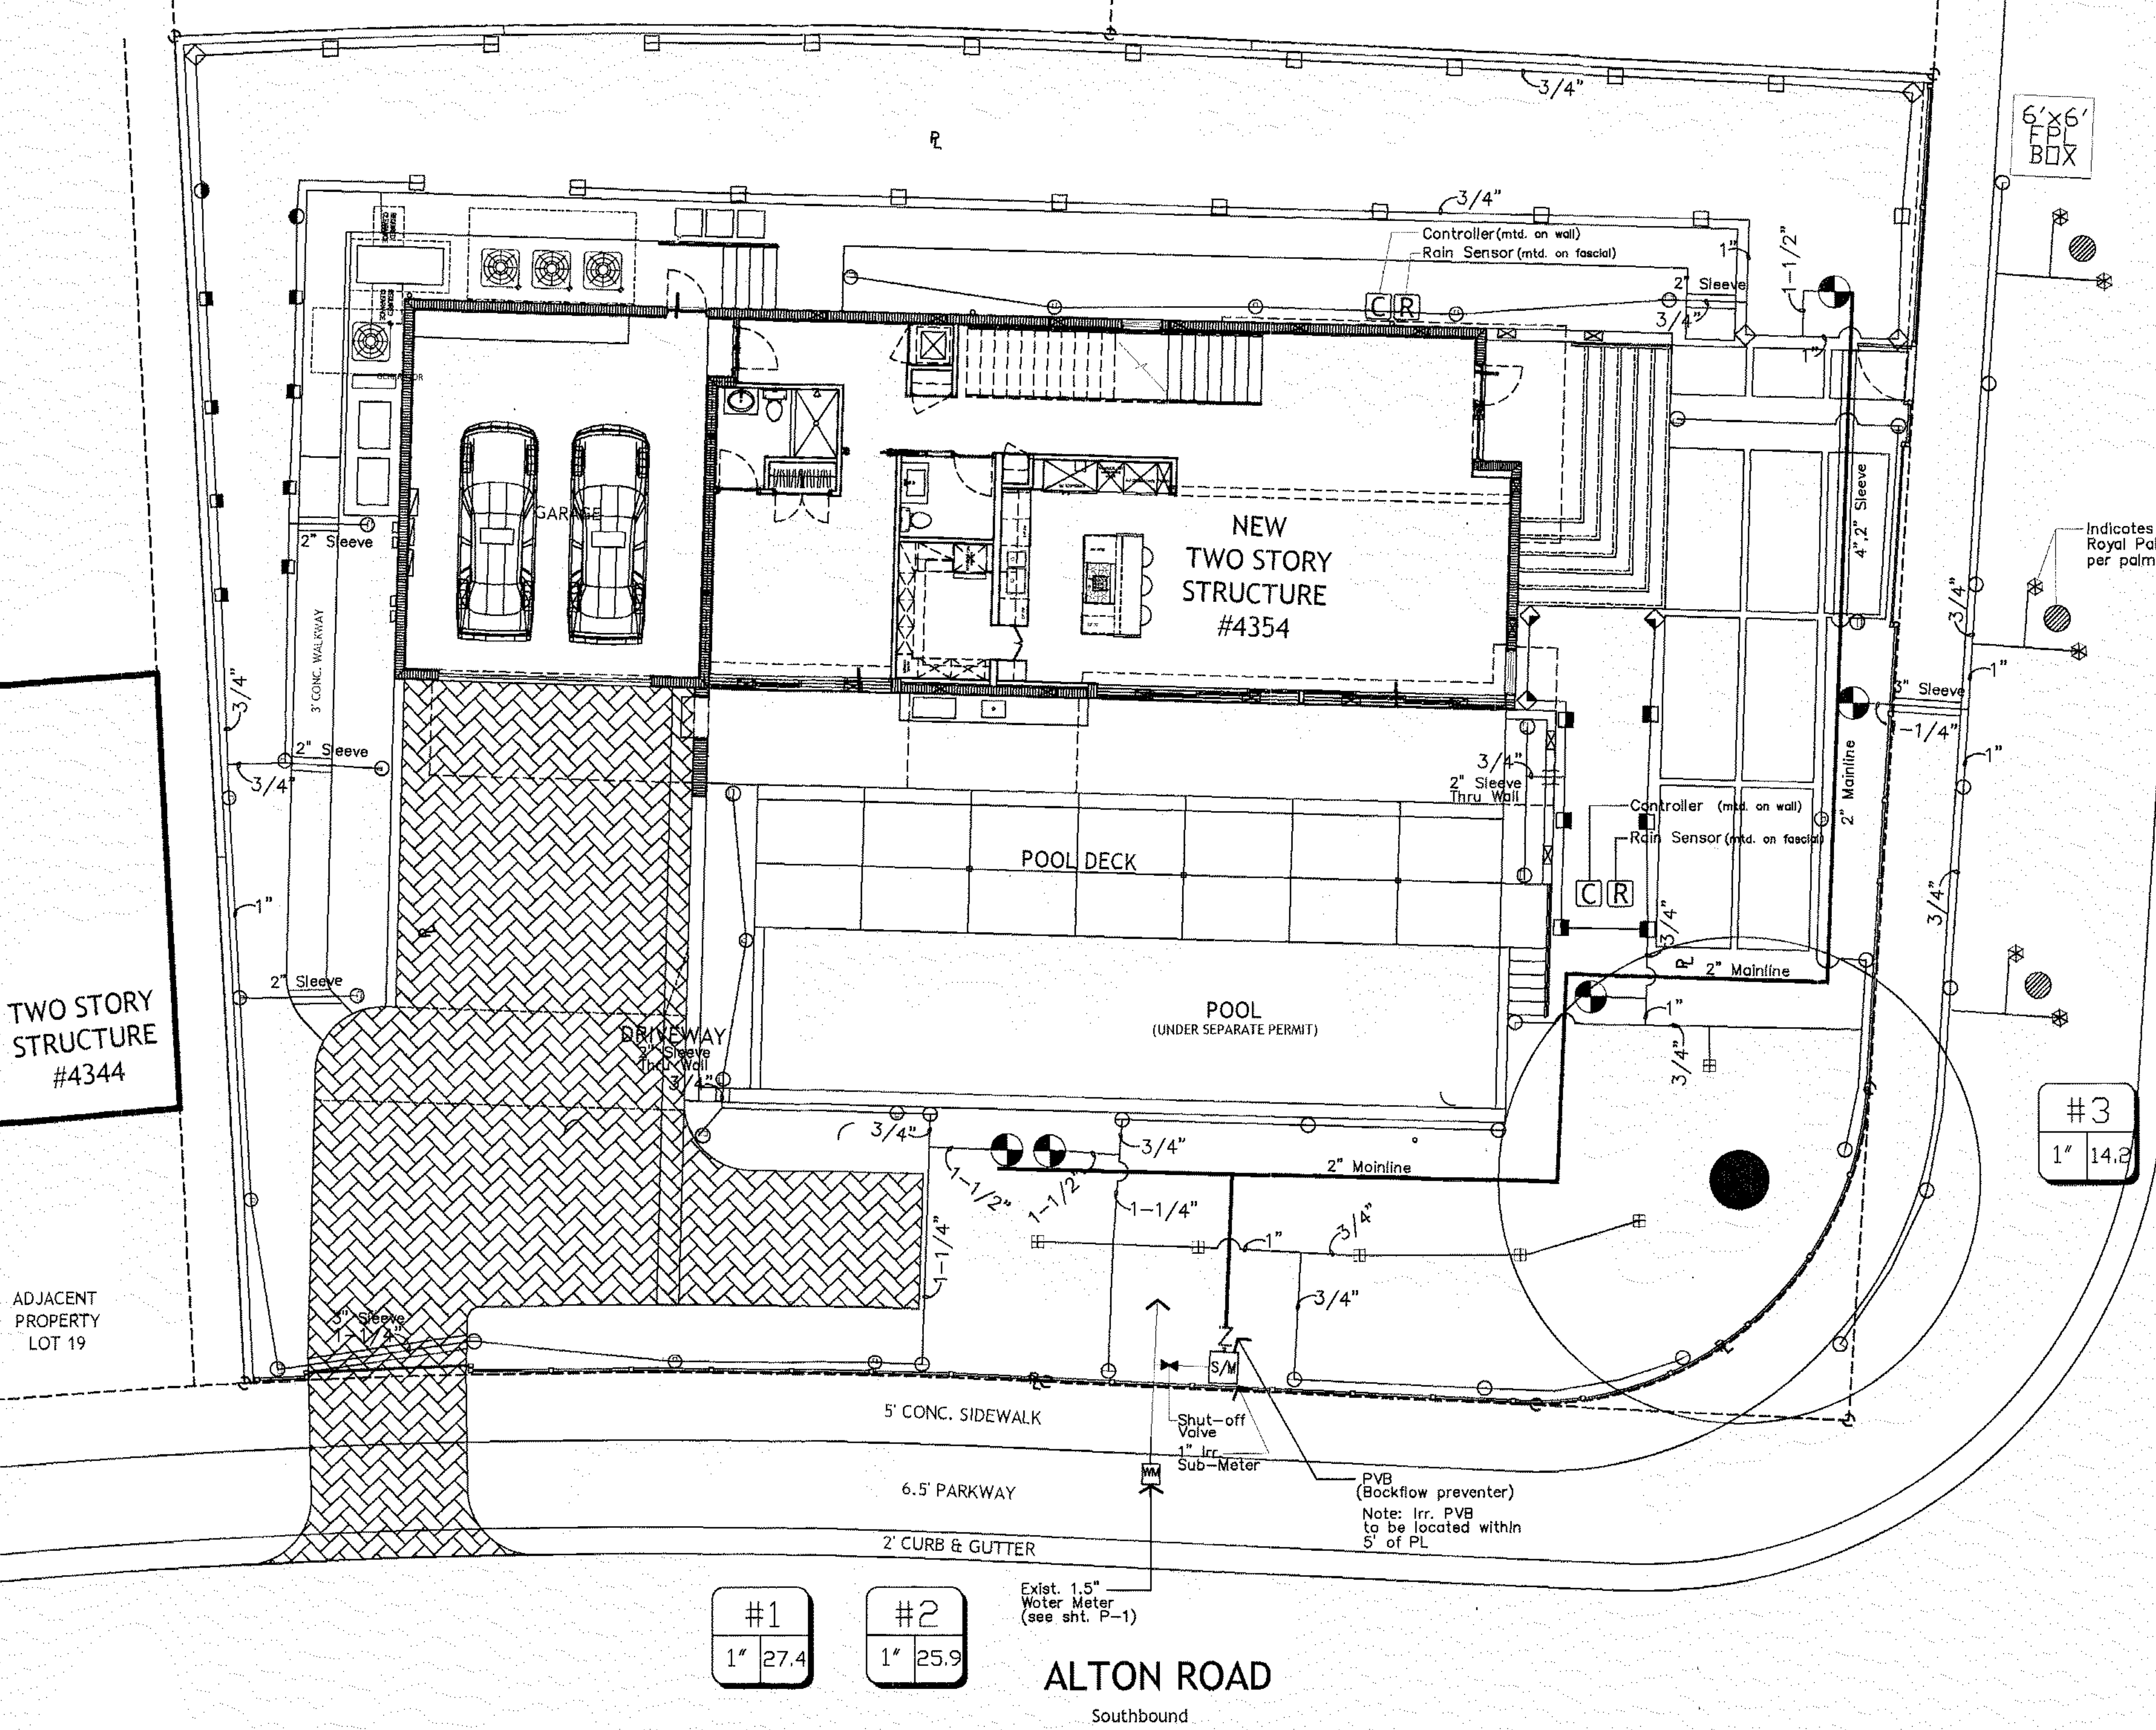 3/4"
6'x6'
FPL
BOX
3/4"
Controller(mtd. on wall)
Rain Sensor(mtd. on fascial)
1"
1-1/2"
2" Sleeve
C R
3/4"
1"
GARAGE
2" Sleeve
4",2" Sleeve
NEW
TWO STORY
STRUCTURE
#4354
Indicates
Royal Pa
per palm
3/4"
3' CONC. WALKWAY
3/4"
1"
3" Sleeve
-1/4"
2" Sleeve
3/4"
1"
3/4"
2" Sleeve
Thru Wall
2" Mainline
Controller (mtd. on wall)
Rain Sensor(mtd. on fascial)
POOL DECK
C R
1"
3/4"
3/4"
2" Mainline
2" Sleeve
TWO STORY
STRUCTURE
#4344
POOL
(UNDER SEPARATE PERMIT)
1"
DRIVEWAY
2" Sleeve
Thru Wall
3/4"
3/4"
#3
1" 14.2
3/4"
3/4"
2" Mainline
1-1/2"
1-1/2"
1-1/4"
1-1/4"
1"
3/4"
3/4"
ADJACENT
PROPERTY
LOT 19
3" Sleeve
1-1/4"
S/M
5' CONC. SIDEWALK
Shut-off
Valve
1" Irr.
Sub-Meter
WM
6.5' PARKWAY
PVB
(Backflow preventer)
Note: Irr. PVB
to be located within
5' of PL
2' CURB & GUTTER
Exist. 1.5"
Water Meter
(see sht. P-1)
#1
1" 27.4
#2
1" 25.9
ALTON ROAD
Southbound